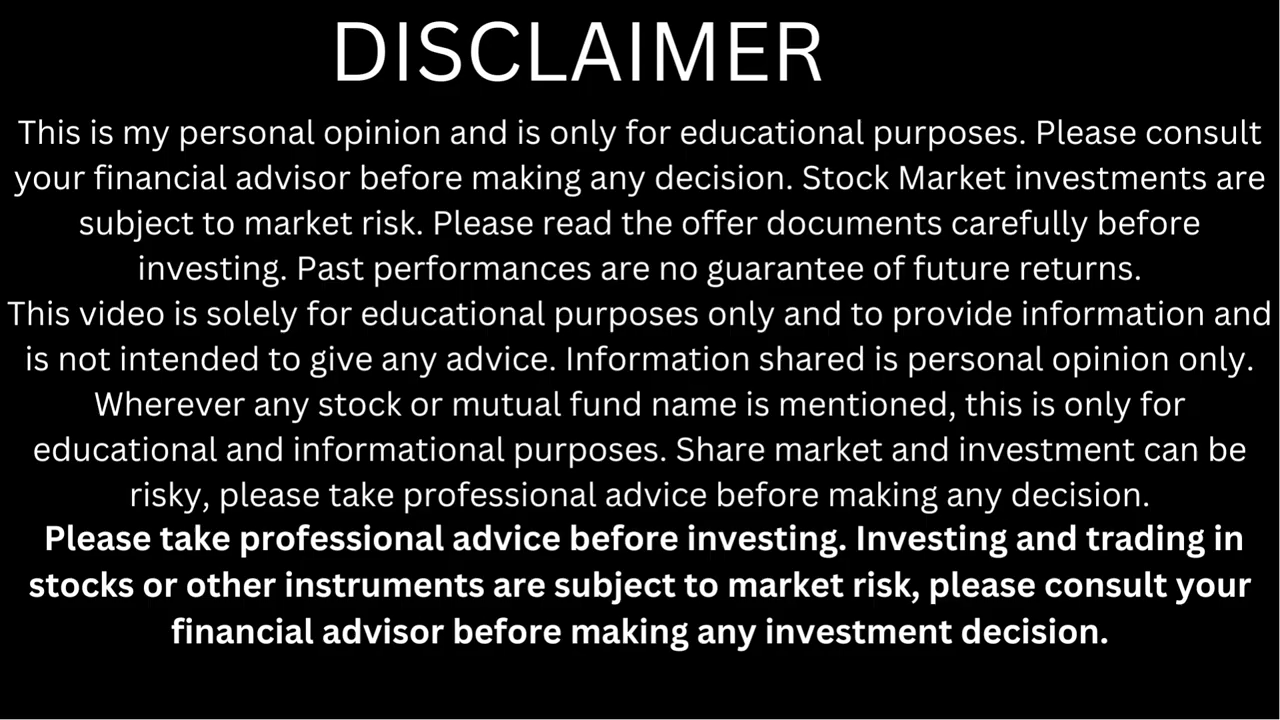 DISCLAIMER
This is my personal opinion and is only for educational purposes. Please consult
your financial advisor before making any decision. Stock Market investments are
subject to market risk. Please read the offer documents carefully before
investing. Past performances are no guarantee of future returns.
This video is solely for educational purposes only and to provide information and
is not intended to give any advice. Information shared is personal opinion only.
Wherever any stock or mutual fund name is mentioned, this is only for
educational and informational purposes. Share market and investment can be
risky, please take professional advice before making any decision.
Please take professional advice before investing. Investing and trading in
stocks or other instruments are subject to market risk, please consult your
financial advisor before making any investment decision.